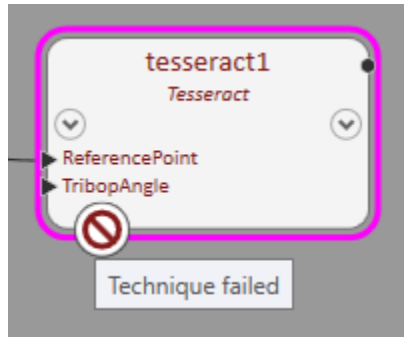 tesseract1
Tesseract
ReferencePoint
TribopAngle
Technique failed